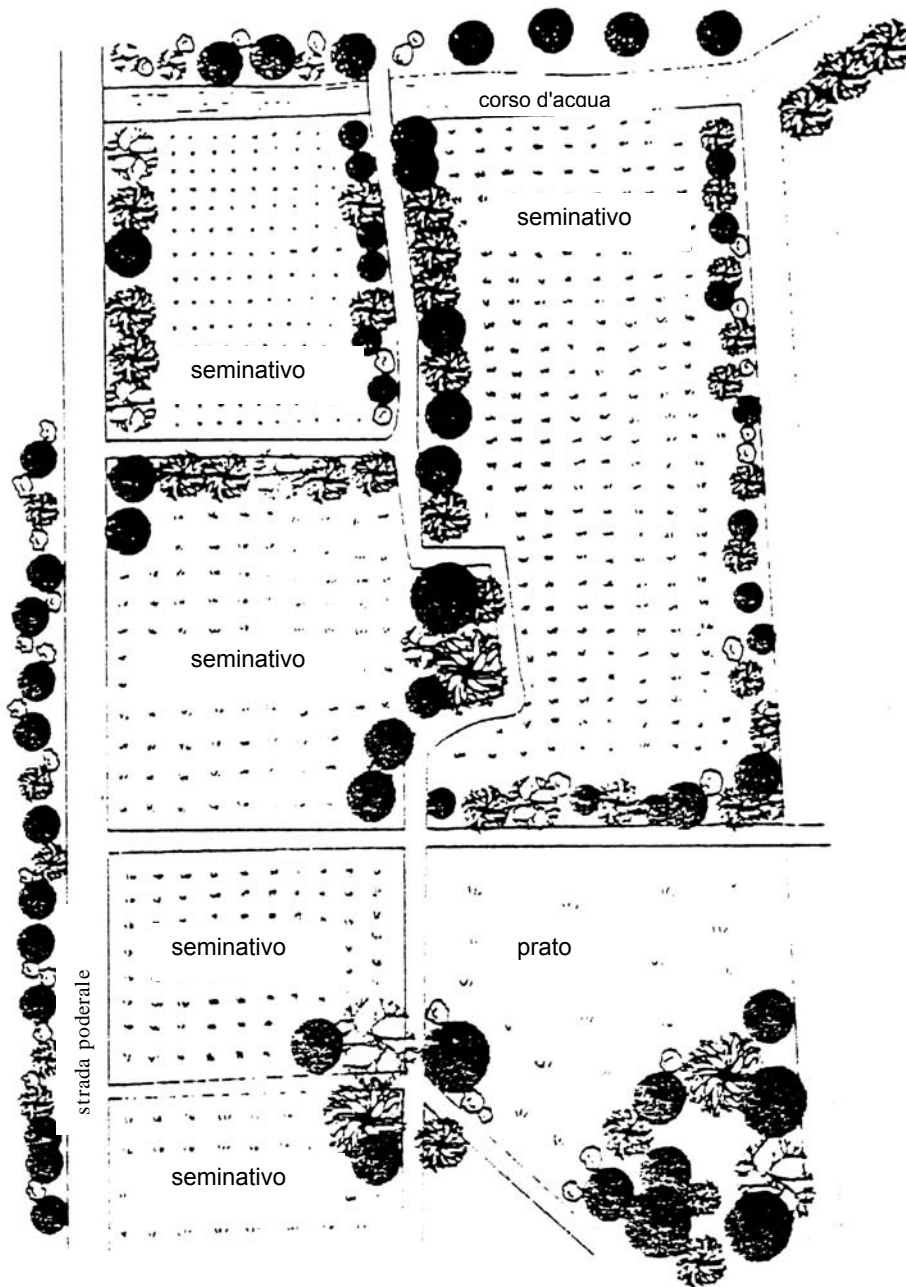 corso d'acqua
seminativo
seminativo
seminativo
seminativo
prato
strada poderale
seminativo